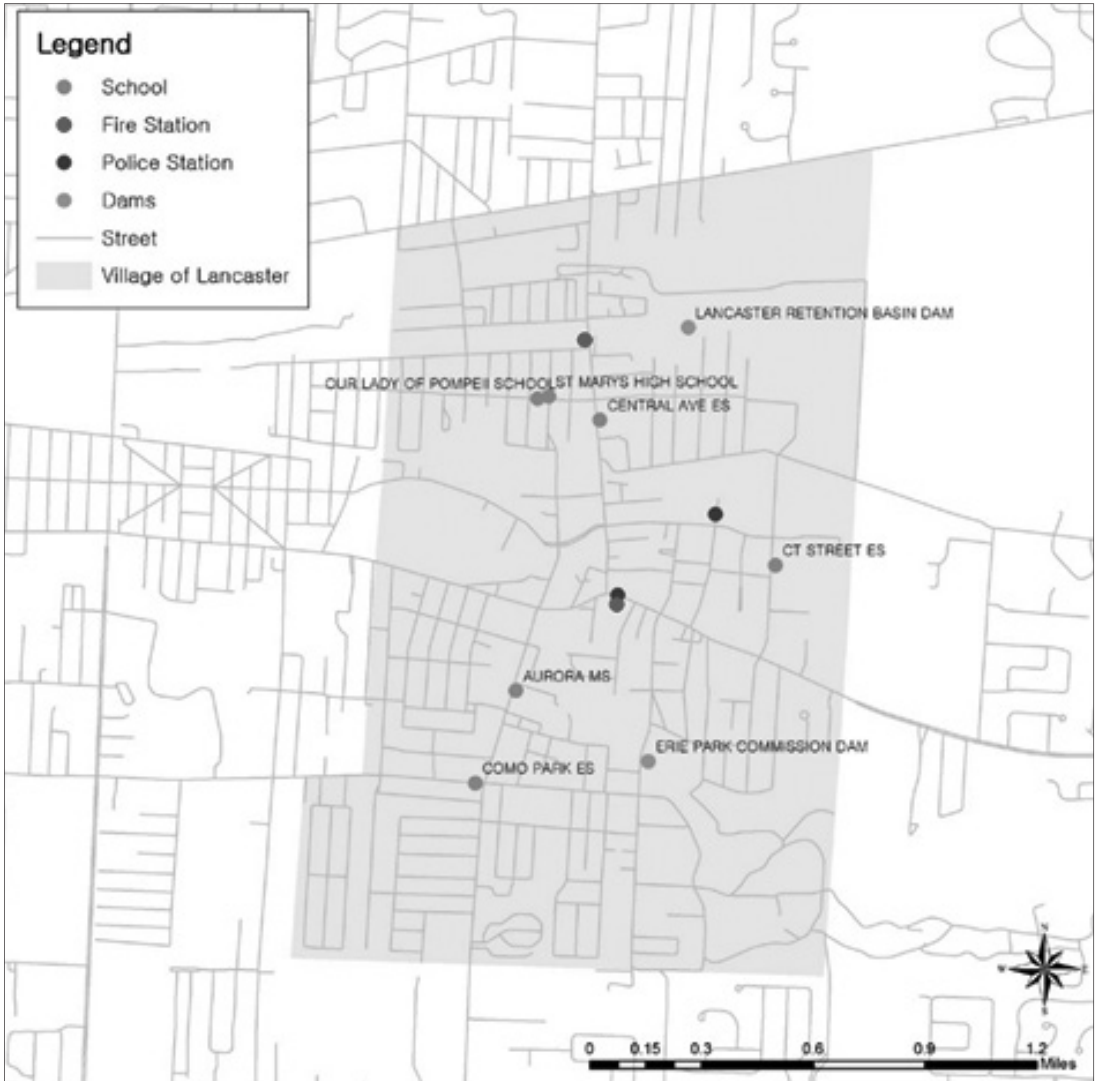 Legend
School
Fire Station
Police Station
Dams
Street
Village of Lancaster
LANCASTER RETENTION BASIN DAM
OUR LADY OF POMPEII SCHOOL
ST MARYS HIGH SCHOOL
CENTRAL AVE ES
CT STREET ES
AURORA MS
ERIE PARK COMMISSION DAM
COMO PARK ES
N
W E
S
0 0.15 0.3 0.6 0.9 1.2
Miles